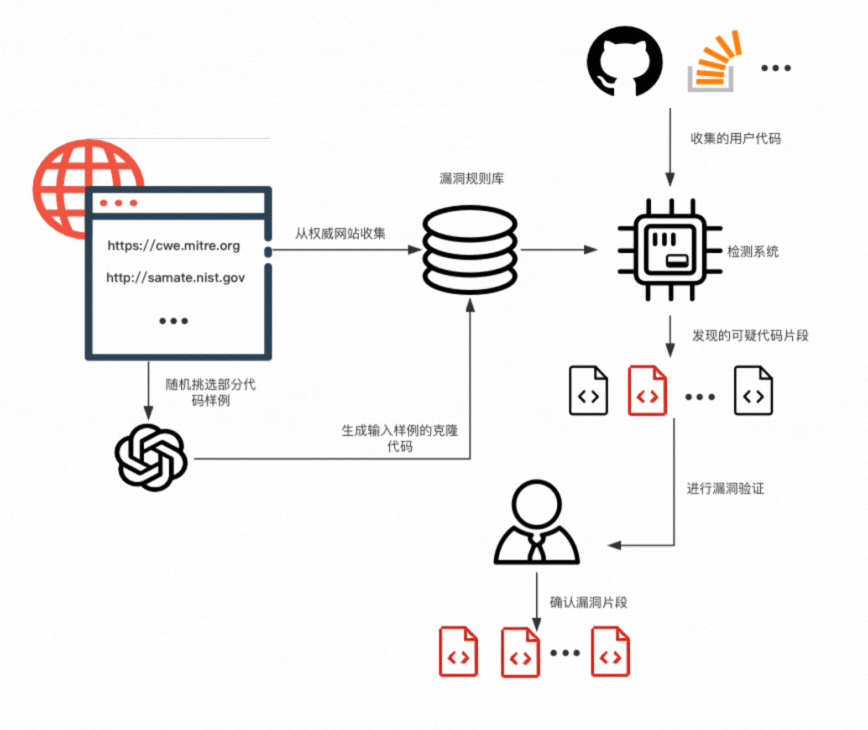 收集的用户代码
漏洞规则库
从权威网站收集
https://cwe.mitre.org
http://samate.nist.gov
检测系统
发现的可疑代码片段
随机挑选部分代
码样例
生成输入样例的克隆
代码
进行漏洞验证
确认漏洞片段